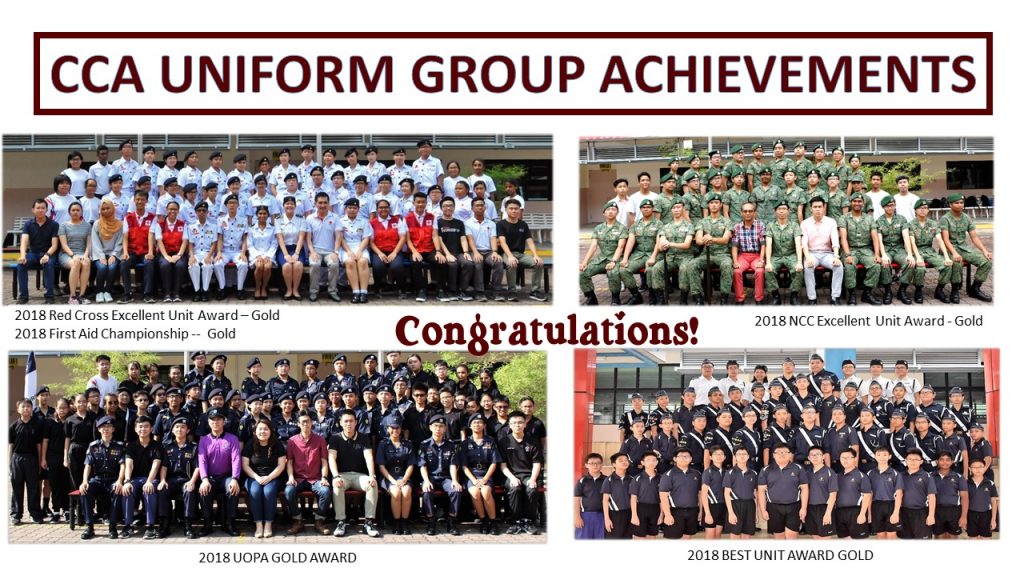 CCA UNIFORM GROUP ACHIEVEMENTS
2018 Red Cross Excellent Unit Award – Gold
2018 First Aid Championship -- Gold
Congratulations!
2018 NCC Excellent Unit Award - Gold
2018 UOPA GOLD AWARD
2018 BEST UNIT AWARD GOLD